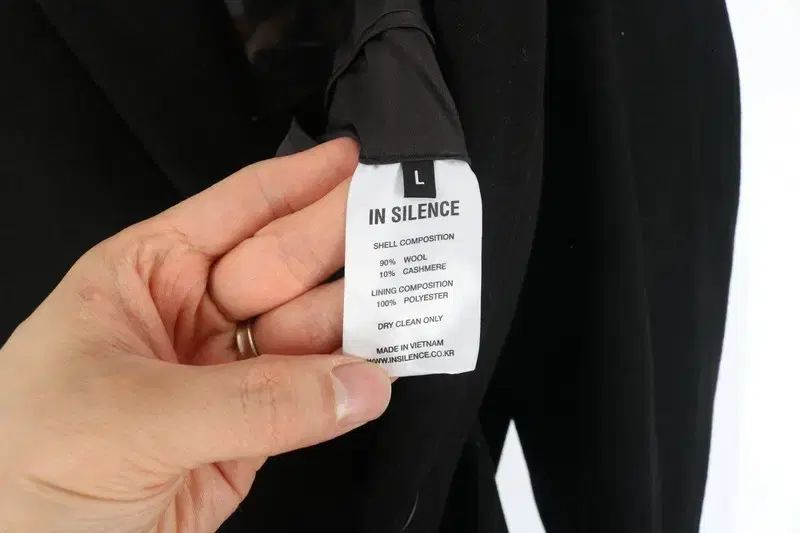 L
IN SILENCE
SHELL COMPOSITION
90% WOOL
10% CASHMERE
LINING COMPOSITION
100% POLYESTER
DRY CLEAN ONLY
MADE IN VIETNAM
WWW.INSILENCE.CO.KR